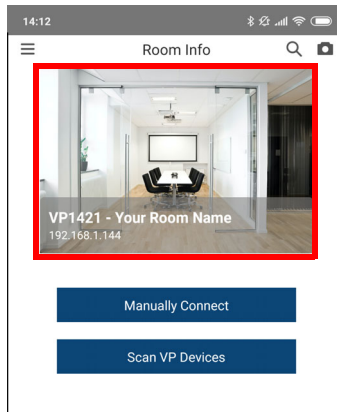 14:12
Room Info
VP1421 - Your Room Name
192.168.1.144
Manually Connect
Scan VP Devices